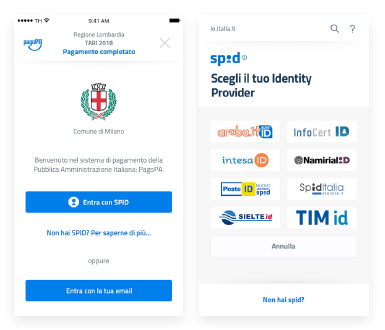 TH
9:41 AM
pagoPA
Regione Lombardia
TARI 2018
Pagamento completato
Comune di Milano
Benvenuto nel sistema di pagamento della
Pubblica Amministrazione Italiana: PagoPA.
Entra con SPID
Non hai SPID? Per saperne di più...
oppure
Entra con la tua email
le.italia.it
?
spid
Scegli il tuo Identity
Provider
aruba.it ID
InfoCert ID
intesa ID
Namirial ID
Poste ID spid
SpidItalia
SIELTE id
TIM id
Annulla
Non hai spid?